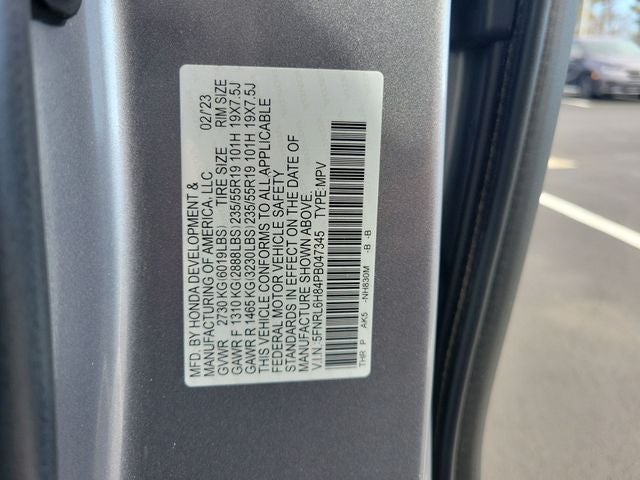 MFD. BY HONDA DEVELOPMENT &
MANUFACTURING OF AMERICA, LLC 02/23
GVWR 2730 KG(6019LBS) TIRE SIZE RIM SIZE
GAWR F 1310 KG(2888LBS) 235/55R19 101H 19X7.5J
GAWR R 1465 KG(3230LBS) 235/55R19 101H 19X7.5J
THIS VEHICLE CONFORMS TO ALL APPLICABLE
FEDERAL MOTOR VEHICLE SAFETY
STANDARDS IN EFFECT ON THE DATE OF
MANUFACTURE SHOWN ABOVE.
V.I.N.:5FNRL6H84PB047345 TYPE:MPV
THR P AK5 -NH830M -B -B